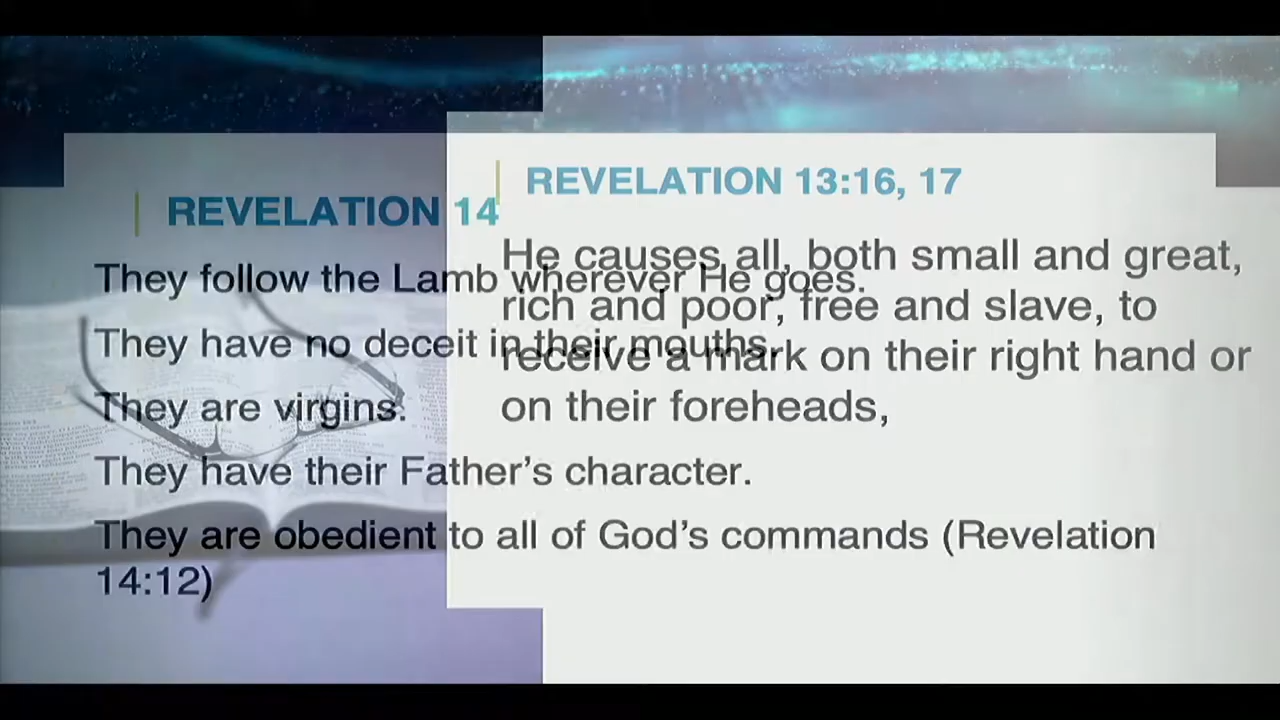 REVELATION 14
They follow the Lamb wherever He goes.
They have no deceit in their mouths.
They are virgins.
They have their Father’s character.
They are obedient to all of God’s commands (Revelation
14:12)
REVELATION 13:16, 17
He causes all, both small and great,
rich and poor, free and slave, to
receive a mark on their right hand or
on their foreheads,